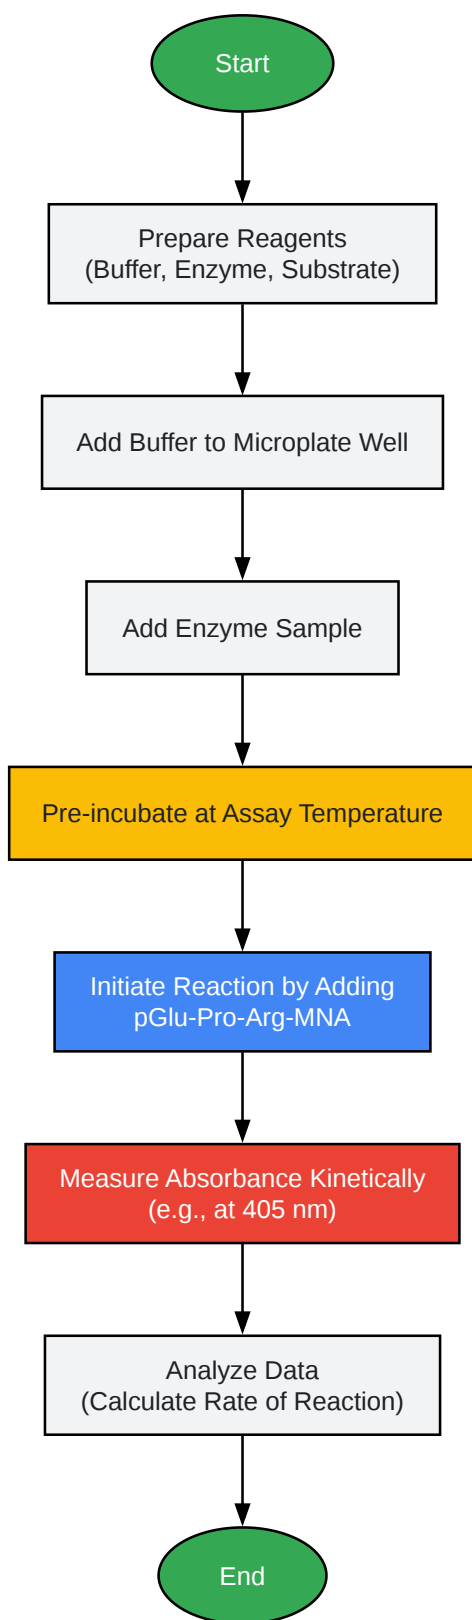 Start
Prepare Reagents
(Buffer, Enzyme, Substrate)
Add Buffer to Microplate Well
Add Enzyme Sample
Pre-incubate at Assay Temperature
Initiate Reaction by Adding
pGlu-Pro-Arg-MNA
Measure Absorbance Kinetically
(e.g., at 405 nm)
Analyze Data
(Calculate Rate of Reaction)
End